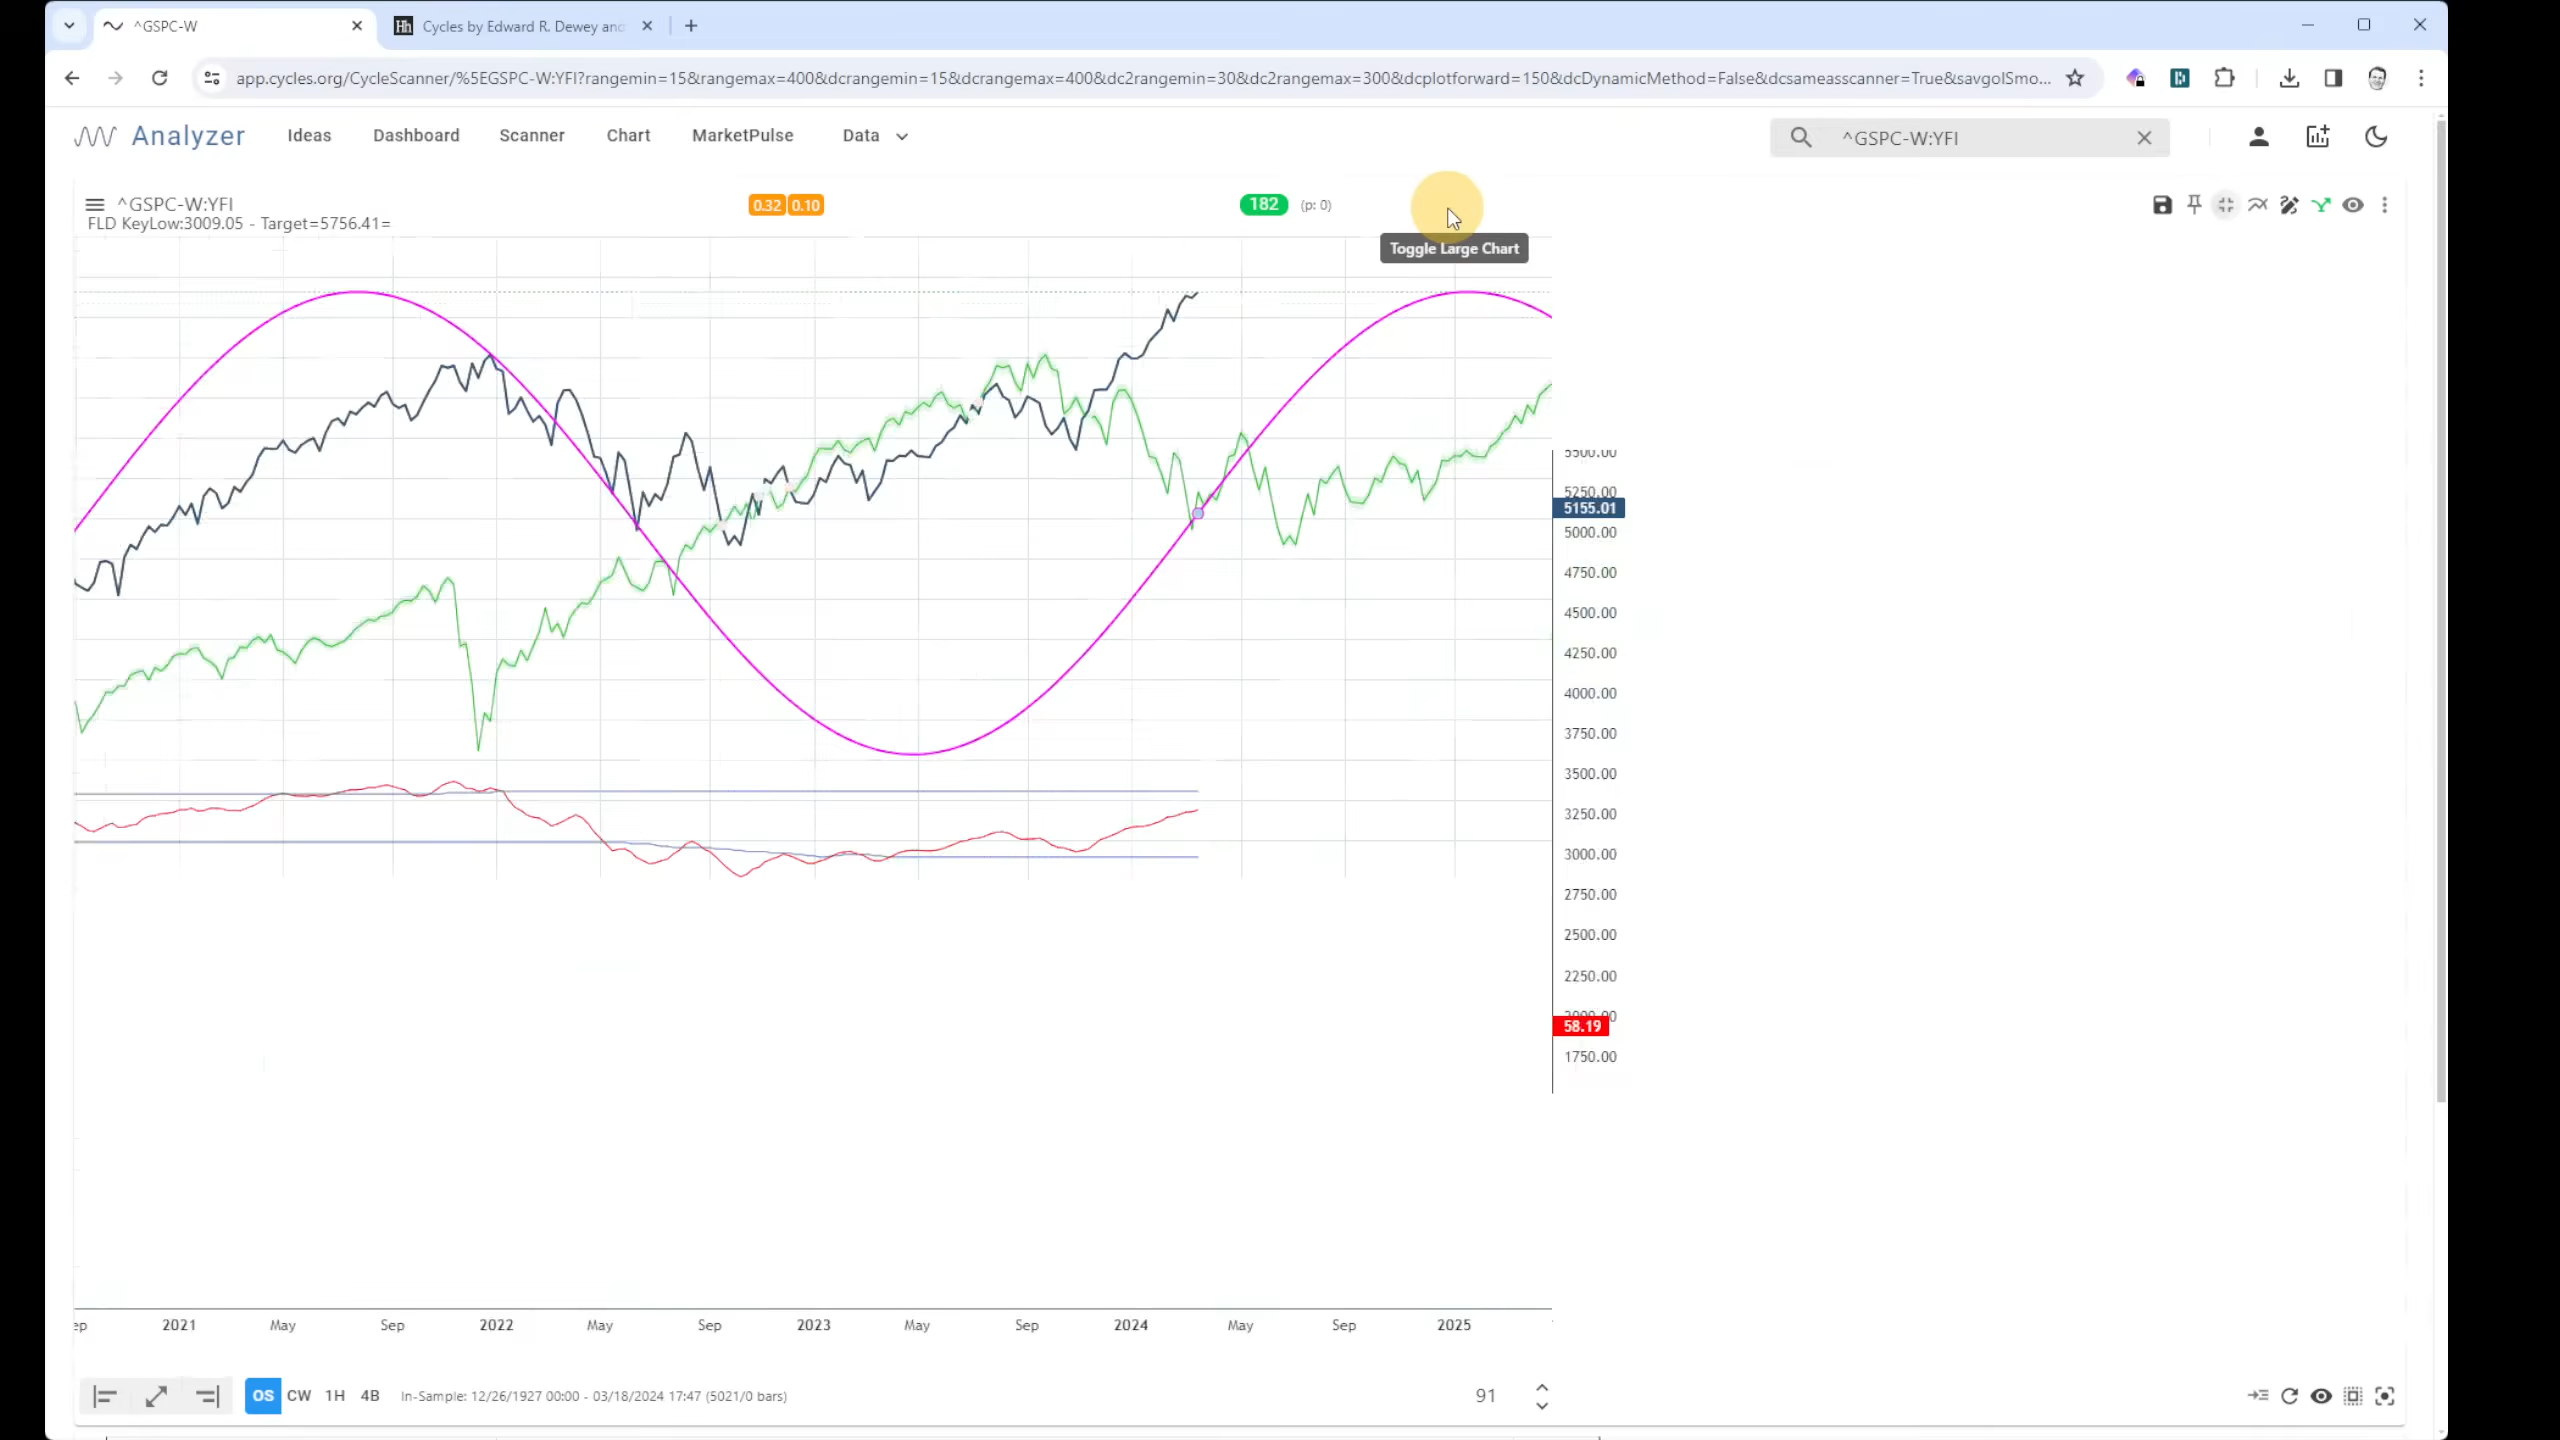 ^GSPC-W
Cycles by Edward R. Dewey and
app.cycles.org/CycleScanner/%5EGSPC-W:YFI?rangemin=15&rangemax=400&dcrangemin=15&dcrangemax=400&dc2rangemin=30&dc2rangemax=300&dcplotforward=150&dcDynamicMethod=False&dcsameasscanner=True&savgolSmo...
Analyzer Ideas Dashboard Scanner Chart MarketPulse Data ^GSPC-W:YFI
^GSPC-W:YFI 0.32 0.10 182 (p: 0)
FLD KeyLow:3009.05 - Target=5756.41=
Toggle Large Chart
5500.00
5250.00
5155.01
5000.00
4750.00
4500.00
4250.00
4000.00
3750.00
3500.00
3250.00
3000.00
2750.00
2500.00
2250.00
58.19
1750.00
ep 2021 May Sep 2022 May Sep 2023 May Sep 2024 May Sep 2025
OS CW 1H 4B In-Sample: 12/26/1927 00:00 - 03/18/2024 17:47 (5021/0 bars) 91